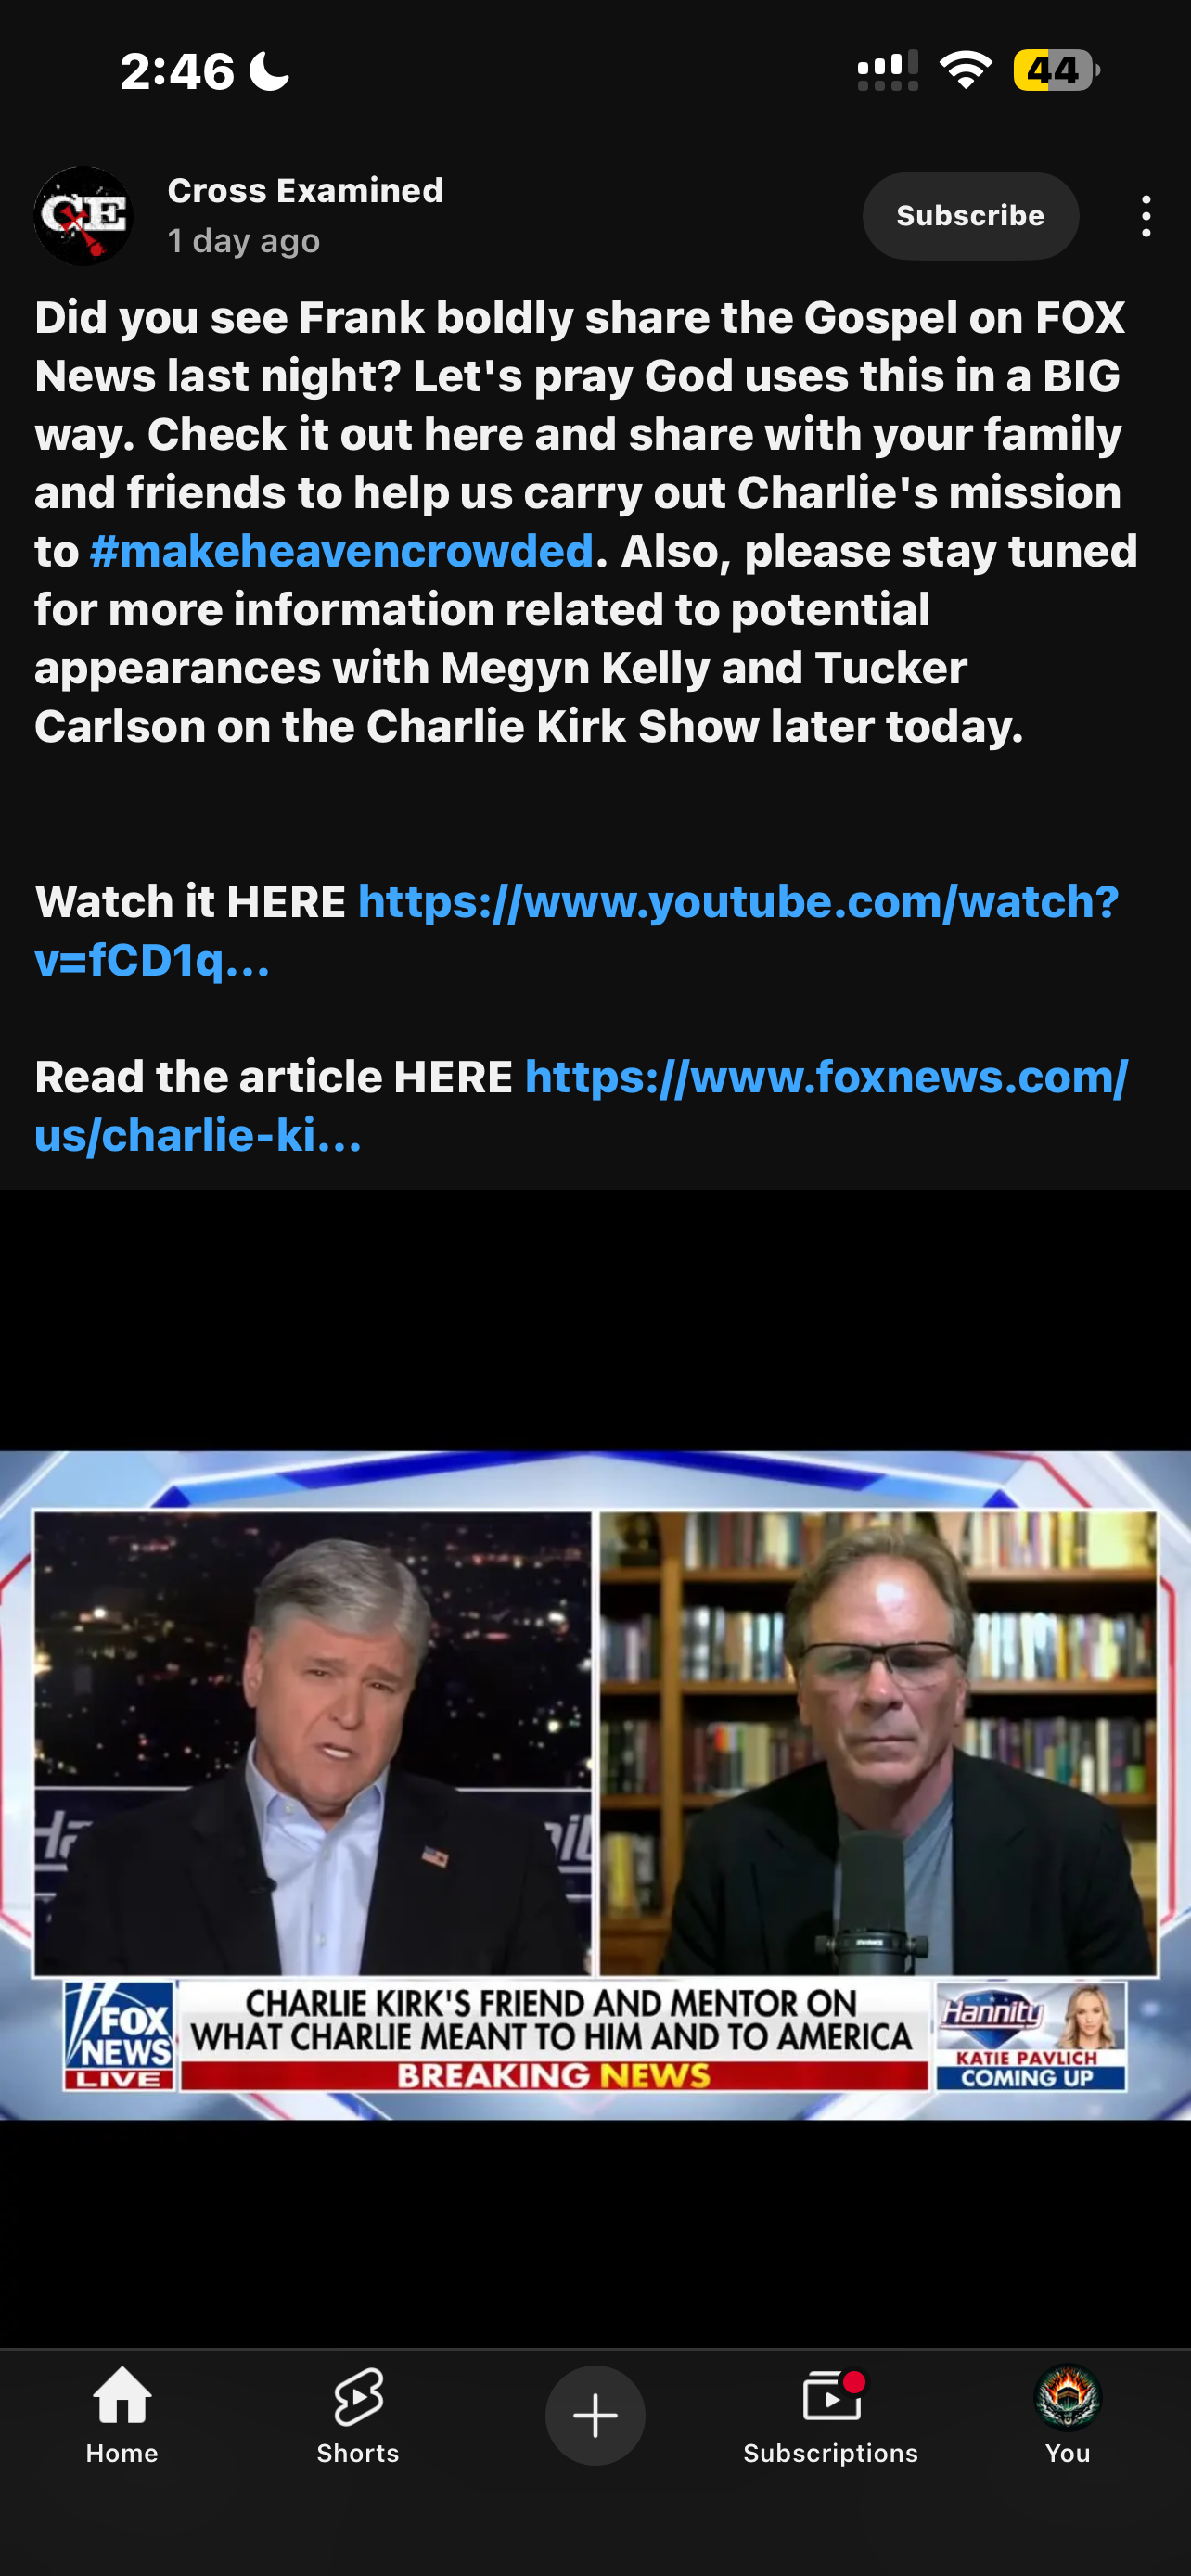 2:46
44
CE
Cross Examined
1 day ago
Subscribe
Did you see Frank boldly share the Gospel on FOX
News last night? Let's pray God uses this in a BIG
way. Check it out here and share with your family
and friends to help us carry out Charlie's mission
to #makeheavencrowded. Also, please stay tuned
for more information related to potential
appearances with Megyn Kelly and Tucker
Carlson on the Charlie Kirk Show later today.
Watch it HERE https://www.youtube.com/watch?
v=fCD1q...
Read the article HERE https://www.foxnews.com/
us/charlie-ki...
FOX
NEWS
LIVE
CHARLIE KIRK'S FRIEND AND MENTOR ON
WHAT CHARLIE MEANT TO HIM AND TO AMERICA
BREAKING NEWS
Hannity
KATIE PAVLICH
COMING UP
Home
Shorts
Subscriptions
You